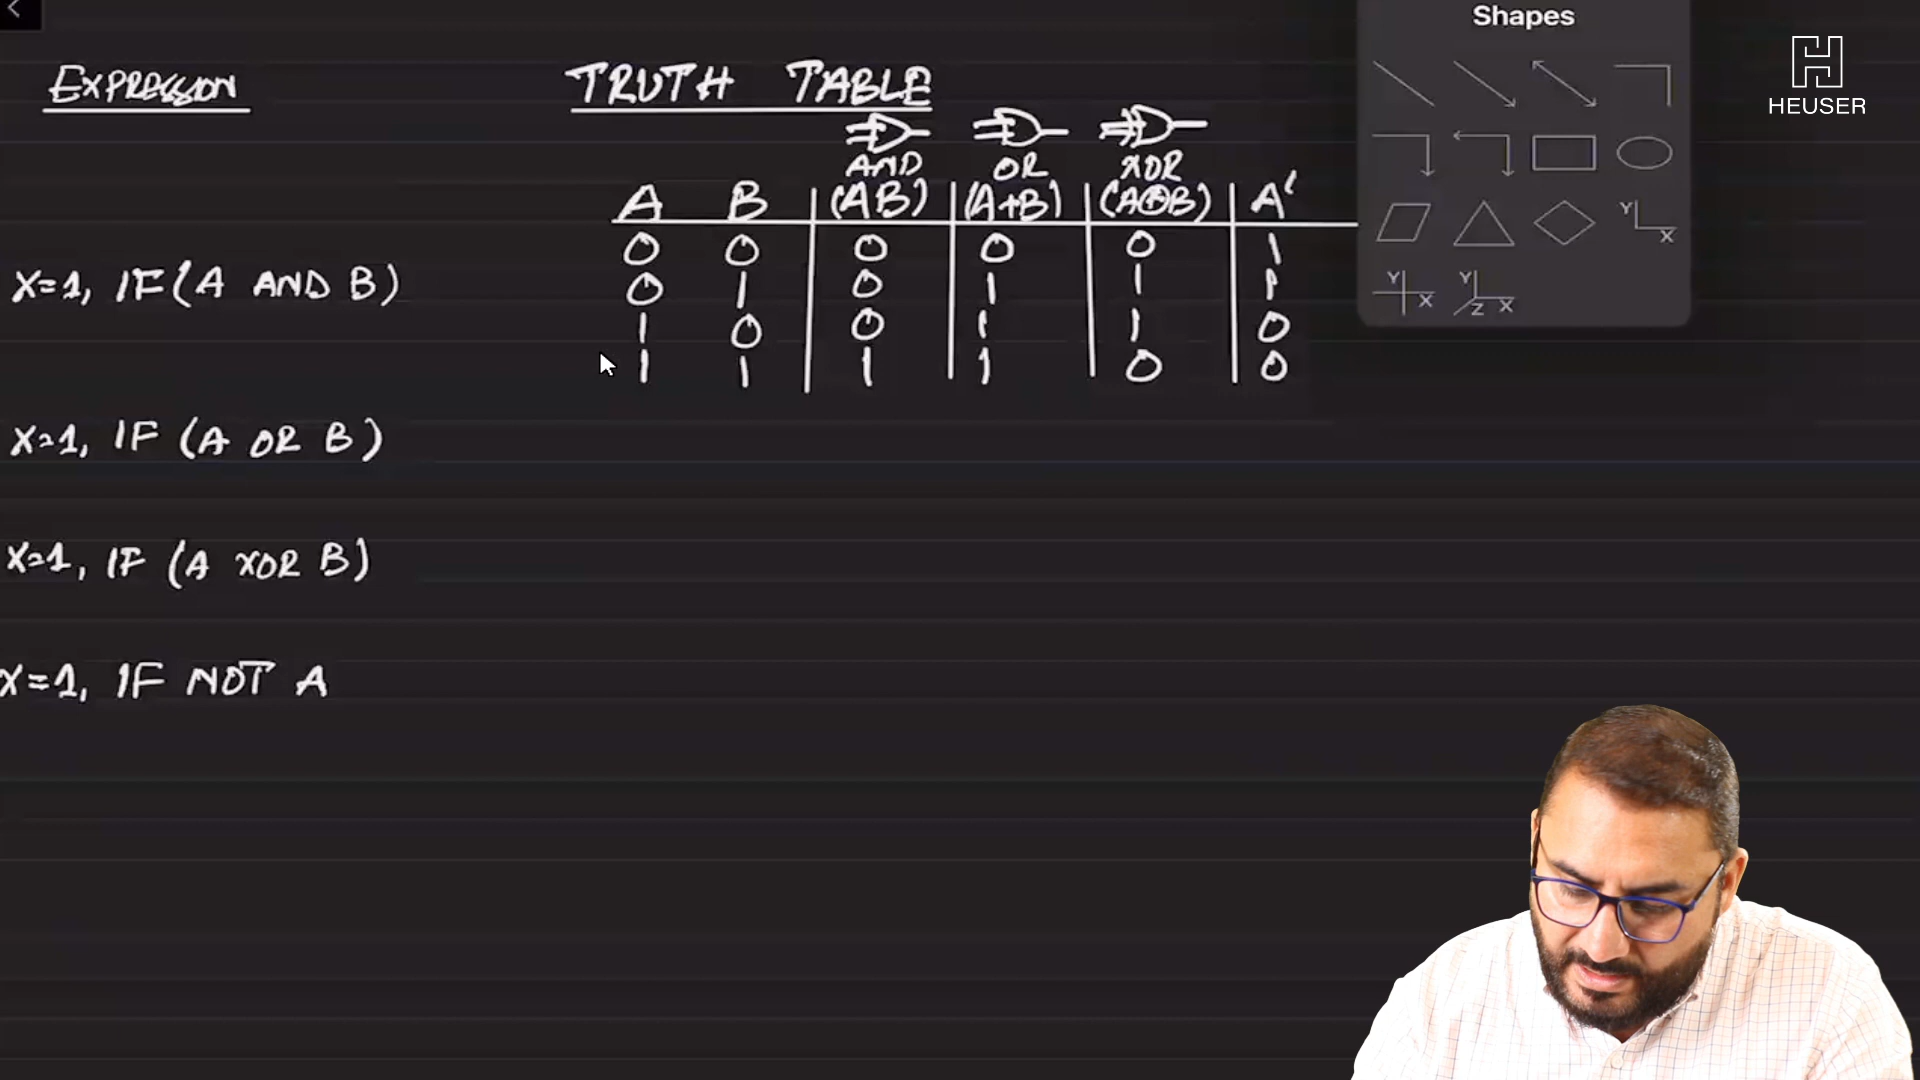 Shapes
HEUSER
EXPRESSION
TRUTH TABLE
AND OR XOR
A B (AB) (A+B) (A⊕B) A'
0 0 0 0 0 1
0 1 0 1 1 1
1 0 0 1 1 0
1 1 1 1 0 0
X=1, IF (A AND B)
X=1, IF (A OR B)
X=1, IF (A XOR B)
X=1, IF NOT A
Y X
Y X Y Z X